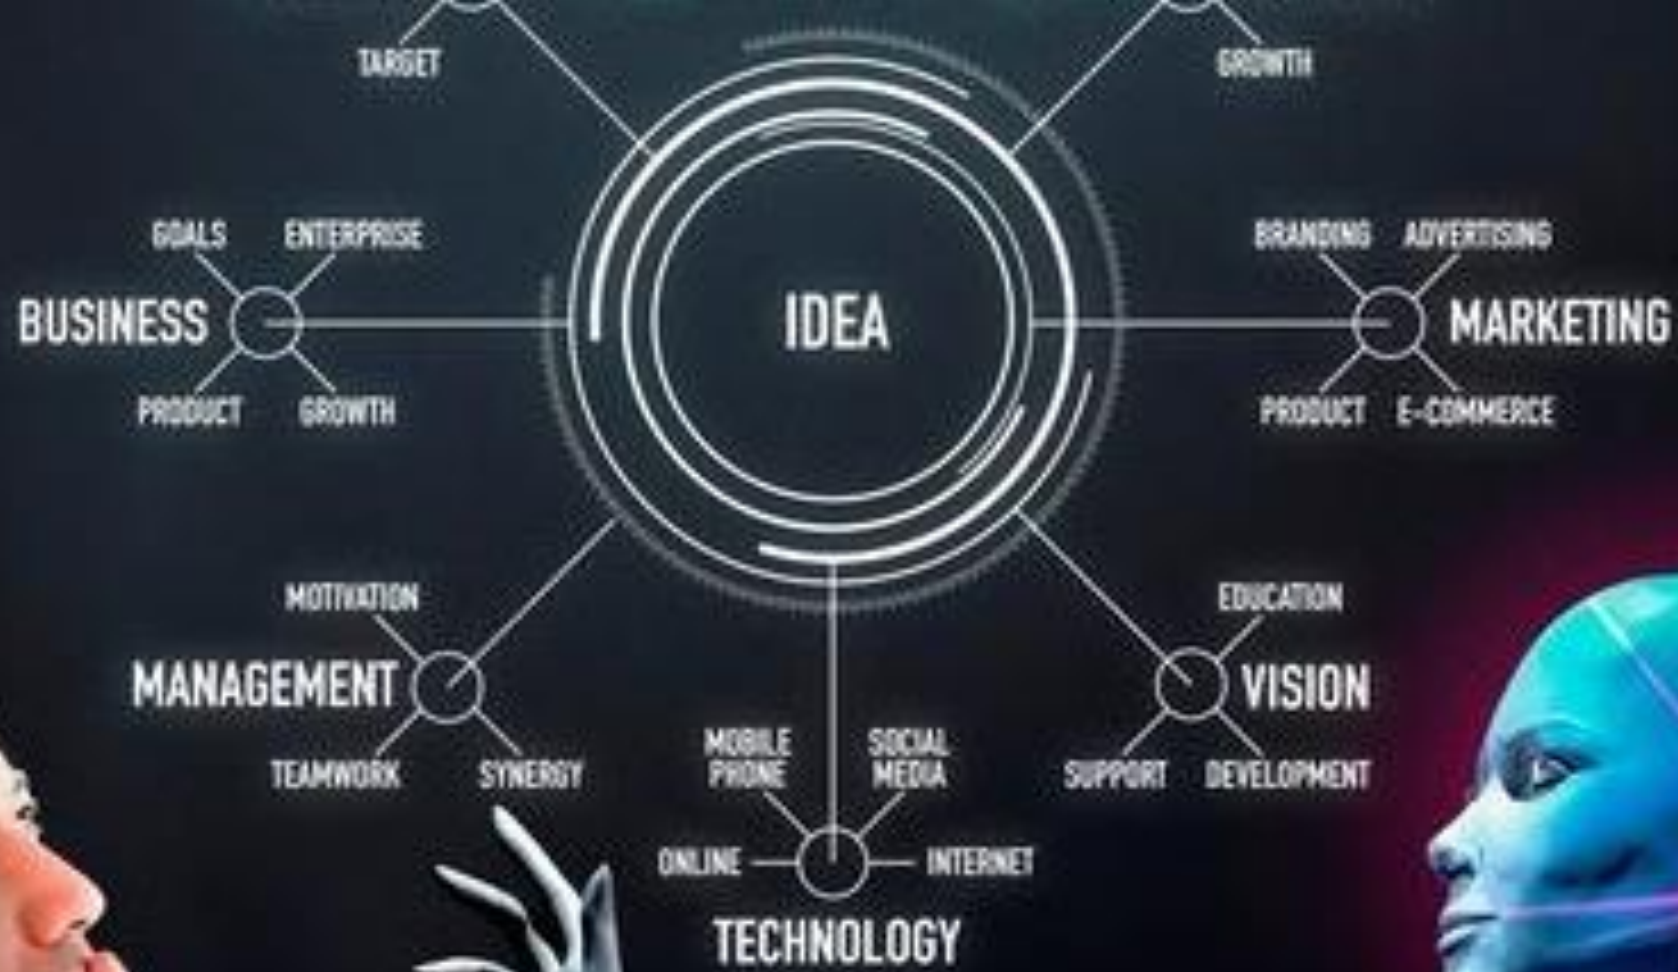 TARGET
GROWTH
GOALS
ENTERPRISE
BRANDING
ADVERTISING
BUSINESS
IDEA
MARKETING
PRODUCT
GROWTH
PRODUCT
E-COMMERCE
MOTIVATION
EDUCATION
MANAGEMENT
VISION
TEAMWORK
SYNERGY
MOBILE
PHONE
SOCIAL
MEDIA
SUPPORT
DEVELOPMENT
ONLINE
INTERNET
TECHNOLOGY